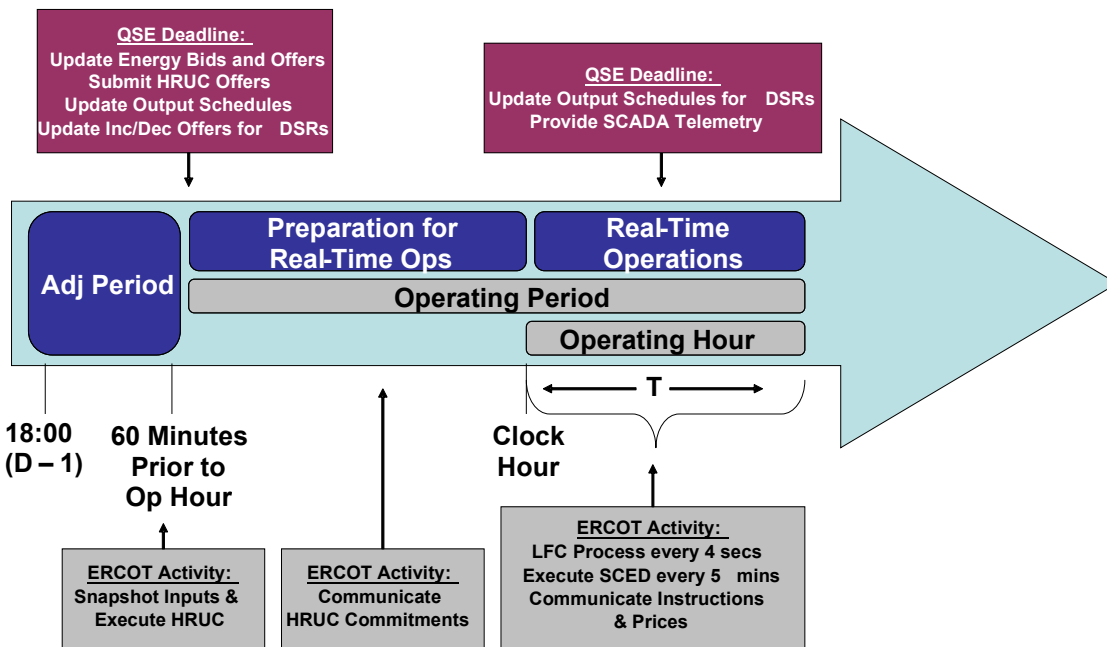 QSE Deadline:
Update Energy Bids and Offers
Submit HRUC Offers
Update Output Schedules
Update Inc/Dec Offers for DSRs
QSE Deadline:
Update Output Schedules for DSRs
Provide SCADA Telemetry
Adj Period
Preparation for
Real-Time Ops
Real-Time
Operations
Operating Period
Operating Hour
T
18:00
(D – 1)
60 Minutes
Prior to
Op Hour
Clock
Hour
ERCOT Activity:
Snapshot Inputs &
Execute HRUC
ERCOT Activity:
Communicate
HRUC Commitments
ERCOT Activity:
LFC Process every 4 secs
Execute SCED every 5 mins
Communicate Instructions
& Prices